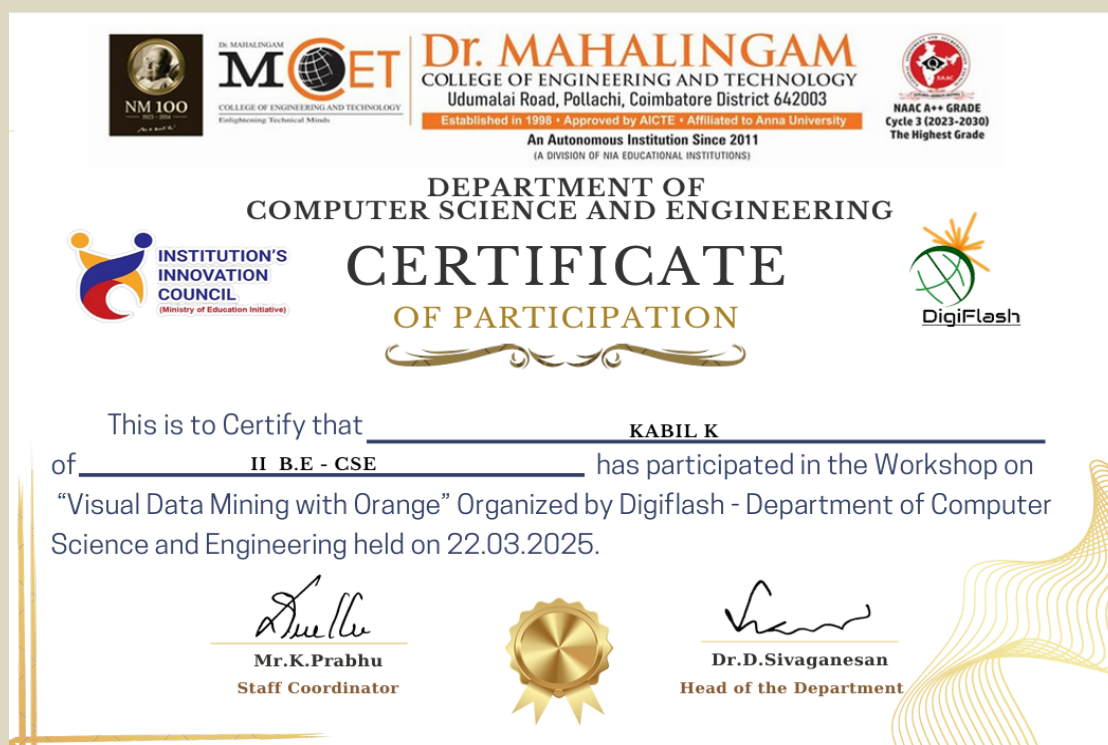 NM 100
1923 - 2014
Dr. MAHALINGAM
MCET
COLLEGE OF ENGINEERING AND TECHNOLOGY
Enlightening Technical Minds
Dr. MAHALINGAM
COLLEGE OF ENGINEERING AND TECHNOLOGY
Udumalai Road, Pollachi, Coimbatore District 642003
Established in 1998 • Approved by AICTE • Affiliated to Anna University
An Autonomous Institution Since 2011
(A DIVISION OF NIA EDUCATIONAL INSTITUTIONS)
NAAC
NAAC A++ GRADE
Cycle 3 (2023-2030)
The Highest Grade
DEPARTMENT OF
COMPUTER SCIENCE AND ENGINEERING
INSTITUTION'S
INNOVATION
COUNCIL
(Ministry of Education Initiative)
CERTIFICATE
OF PARTICIPATION
DigiFlash
This is to Certify that KABIL K
of II B.E - CSE has participated in the Workshop on
“Visual Data Mining with Orange” Organized by Digiflash - Department of Computer
Science and Engineering held on 22.03.2025.
Mr.K.Prabhu
Staff Coordinator
Dr.D.Sivaganesan
Head of the Department